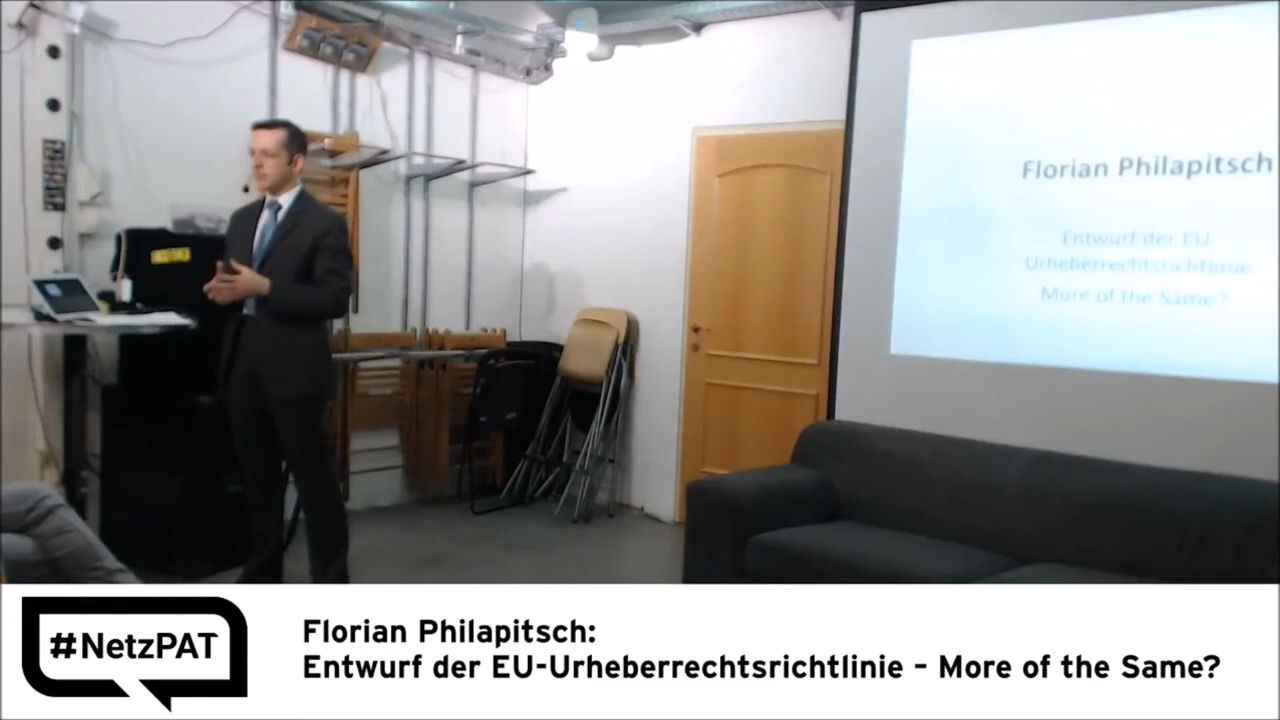 Florian Philapitsch
Entwurf der EU
Urheberrechtsrichtlinie
More of the Same?
#NetzPAT
Florian Philapitsch:
Entwurf der EU-Urheberrechtsrichtlinie – More of the Same?